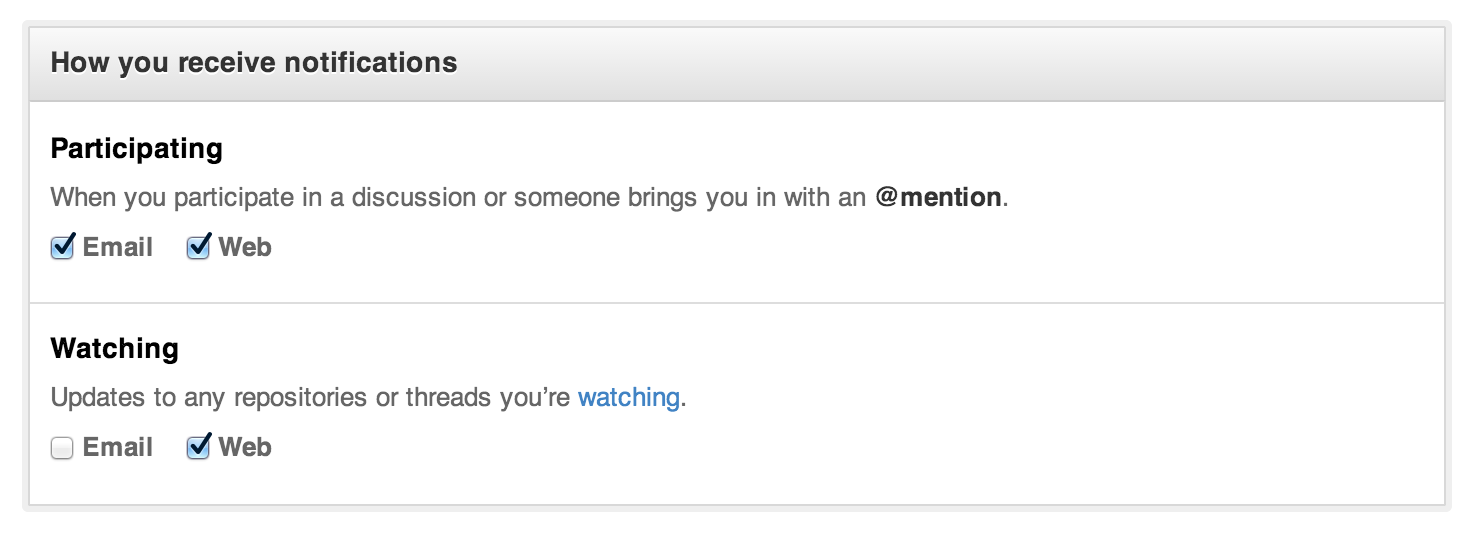 How you receive notifications
Participating
When you participate in a discussion or someone brings you in with an @mention.
Email Web
Watching
Updates to any repositories or threads you’re watching.
Email Web